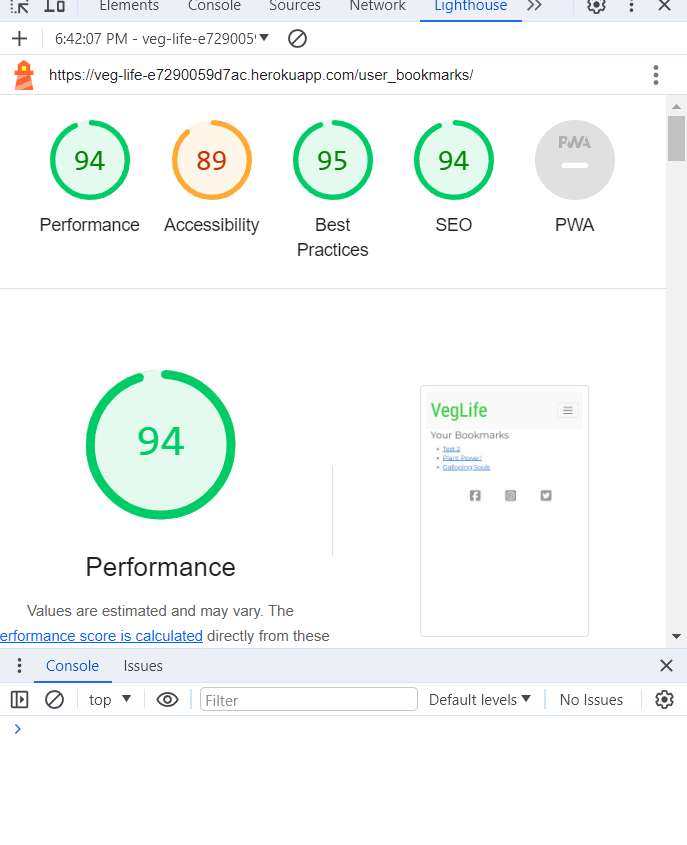 Elements Console Sources Network Lighthouse
6:42:07 PM - veg-life-e7290059
https://veg-life-e7290059d7ac.herokuapp.com/user_bookmarks/
94 89 95 94 PWA
Performance Accessibility Best Practices SEO PWA
94
Performance
Values are estimated and may vary. The
erformance score is calculated directly from these
VegLife
Your Bookmarks
Test 2
Plant Power!
Galloping Souls
Console Issues
top Filter Default levels No Issues